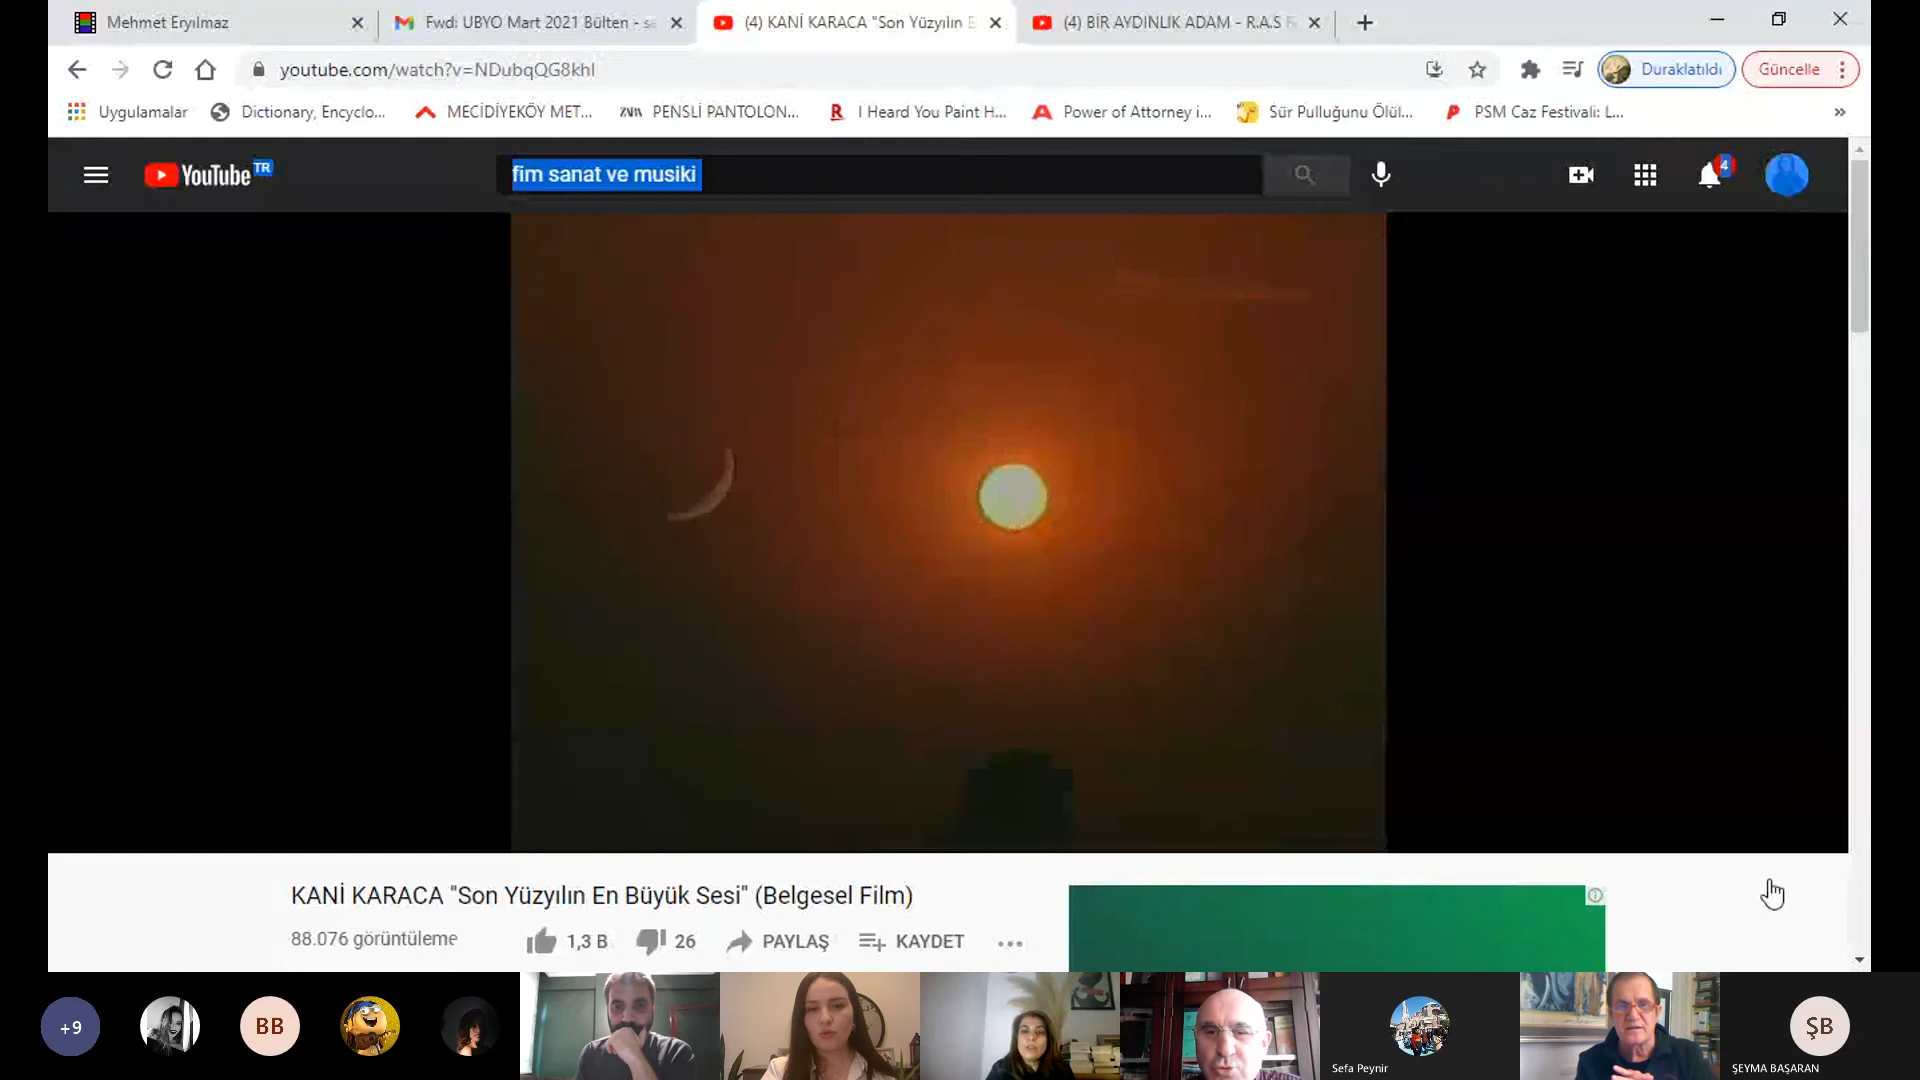 Mehmet Eryılmaz
Fwd: UBYO Mart 2021 Bülten - s
(4) KANİ KARACA "Son Yüzyılın E
(4) BİR AYDINLIK ADAM - R.A.S F
youtube.com/watch?v=NDubqQG8khI
Duraklatıldı
Güncelle
Uygulamalar
Dictionary, Encyclo...
MECİDİYEKÖY MET...
ZARA
PENSLİ PANTOLON...
I Heard You Paint H...
Power of Attorney i...
Sür Pulluğunu Ölül...
PSM Caz Festivali: L...
YouTube TR
fim sanat ve musiki
4
KANİ KARACA "Son Yüzyılın En Büyük Sesi" (Belgesel Film)
88.076 görüntüleme
1,3 B
26
PAYLAŞ
KAYDET
+9
BB
Sefa Peynir
ŞB
ŞEYMA BAŞARAN